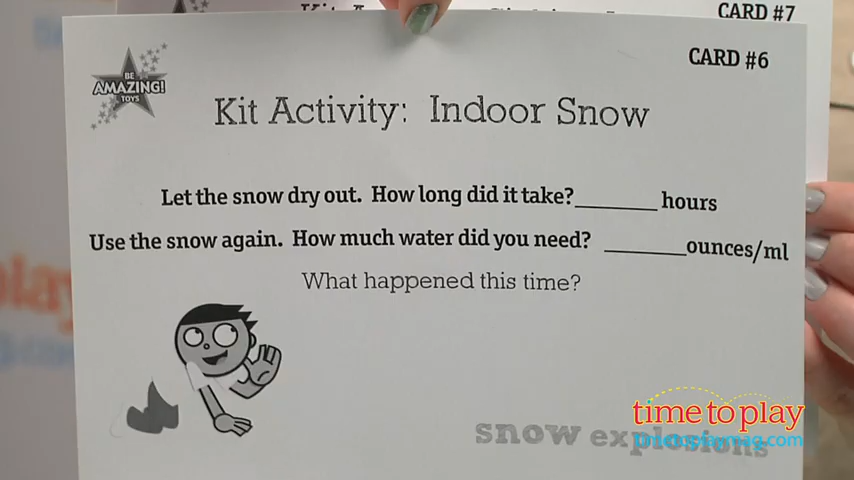 CARD #7
CARD #6
BE
AMAZING!
TOYS
Kit Activity: Indoor Snow
Let the snow dry out. How long did it take?______ hours
Use the snow again. How much water did you need? ______ounces/ml
What happened this time?
snow explosions
time to play
timetoplaymag.com